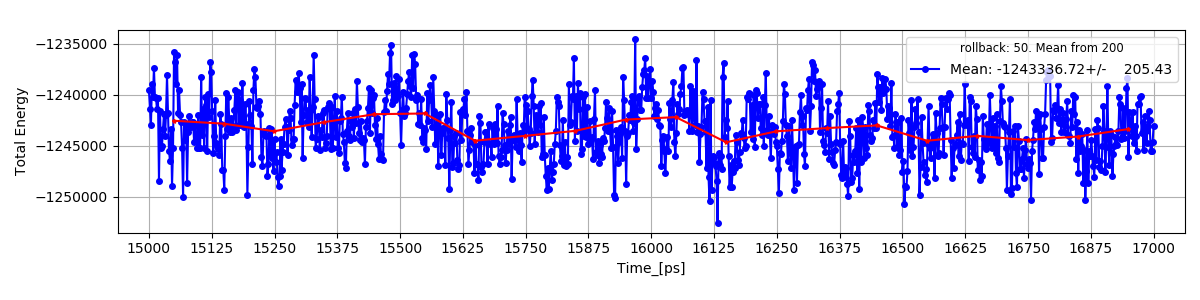 Total Energy
−1235000
−1240000
−1245000
−1250000
rollback: 50. Mean from 200
Mean: -1243336.72+/- 205.43
15000 15125 15250 15375 15500 15625 15750 15875 16000 16125 16250 16375 16500 16625 16750 16875 17000
Time_[ps]